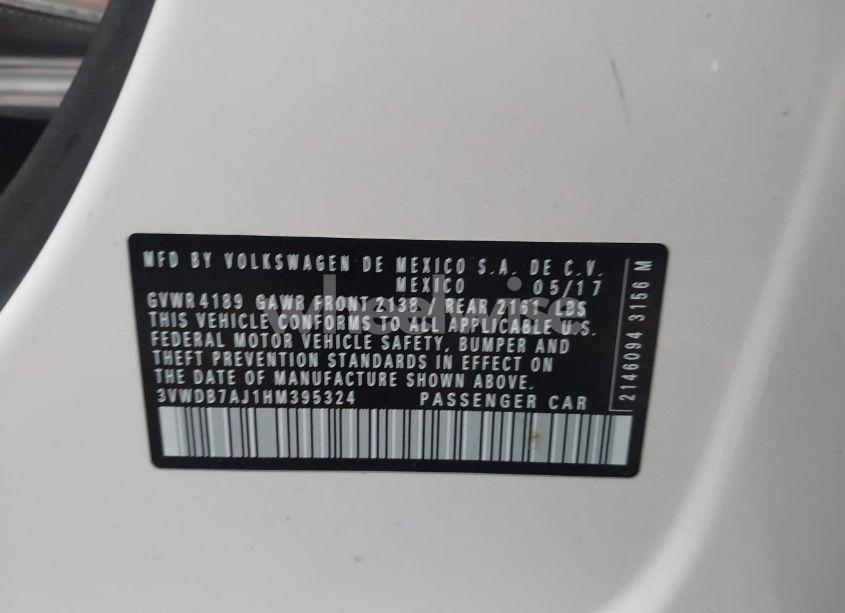 MFD BY VOLKSWAGEN DE MEXICO S.A. DE C.V.
MEXICO 05/17
GVWR 4189 GAWR FRONT 2138 / REAR 2161 LBS
THIS VEHICLE CONFORMS TO ALL APPLICABLE U.S.
FEDERAL MOTOR VEHICLE SAFETY, BUMPER AND
THEFT PREVENTION STANDARDS IN EFFECT ON
THE DATE OF MANUFACTURE SHOWN ABOVE.
3VWDB7AJ1HM395324 PASSENGER CAR
2146094 3156 M
wheelwise